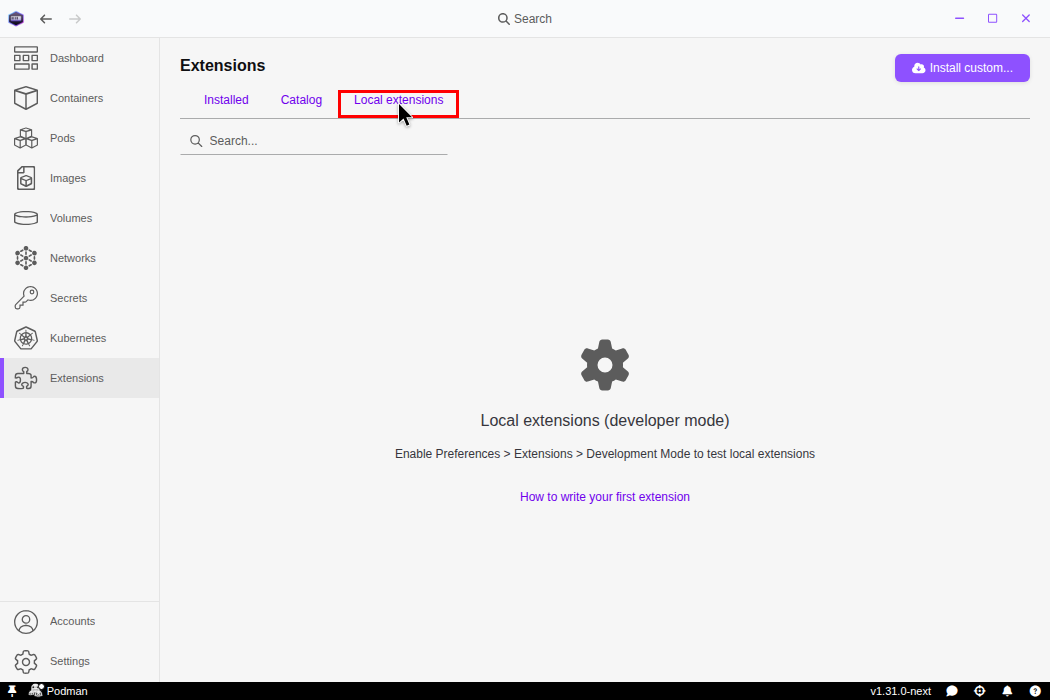 Search
Dashboard
Containers
Pods
Images
Volumes
Networks
Secrets
Kubernetes
Extensions
Accounts
Settings
Extensions
Install custom...
Installed
Catalog
Local extensions
Search...
Local extensions (developer mode)
Enable Preferences > Extensions > Development Mode to test local extensions
How to write your first extension
Podman
v1.31.0-next